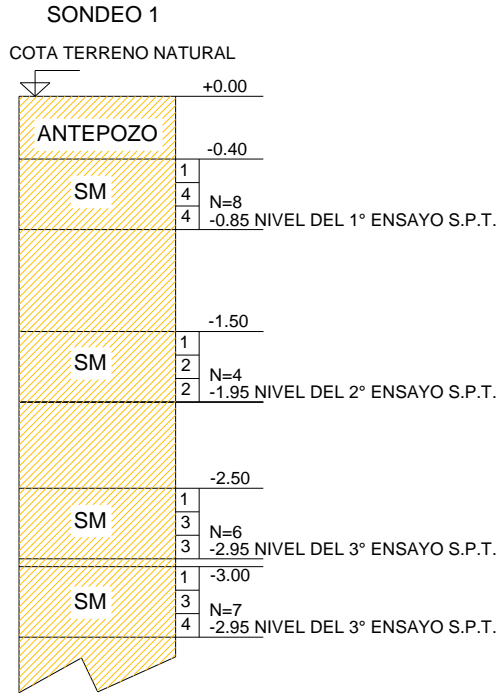 SONDEO 1
COTA TERRENO NATURAL
+0.00
ANTEPOZO
-0.40
SM
1
4
4
N=8
-0.85 NIVEL DEL 1° ENSAYO S.P.T.
-1.50
SM
1
2
2
N=4
-1.95 NIVEL DEL 2° ENSAYO S.P.T.
-2.50
SM
1
3
3
N=6
-2.95 NIVEL DEL 3° ENSAYO S.P.T.
-3.00
SM
1
3
4
N=7
-2.95 NIVEL DEL 3° ENSAYO S.P.T.